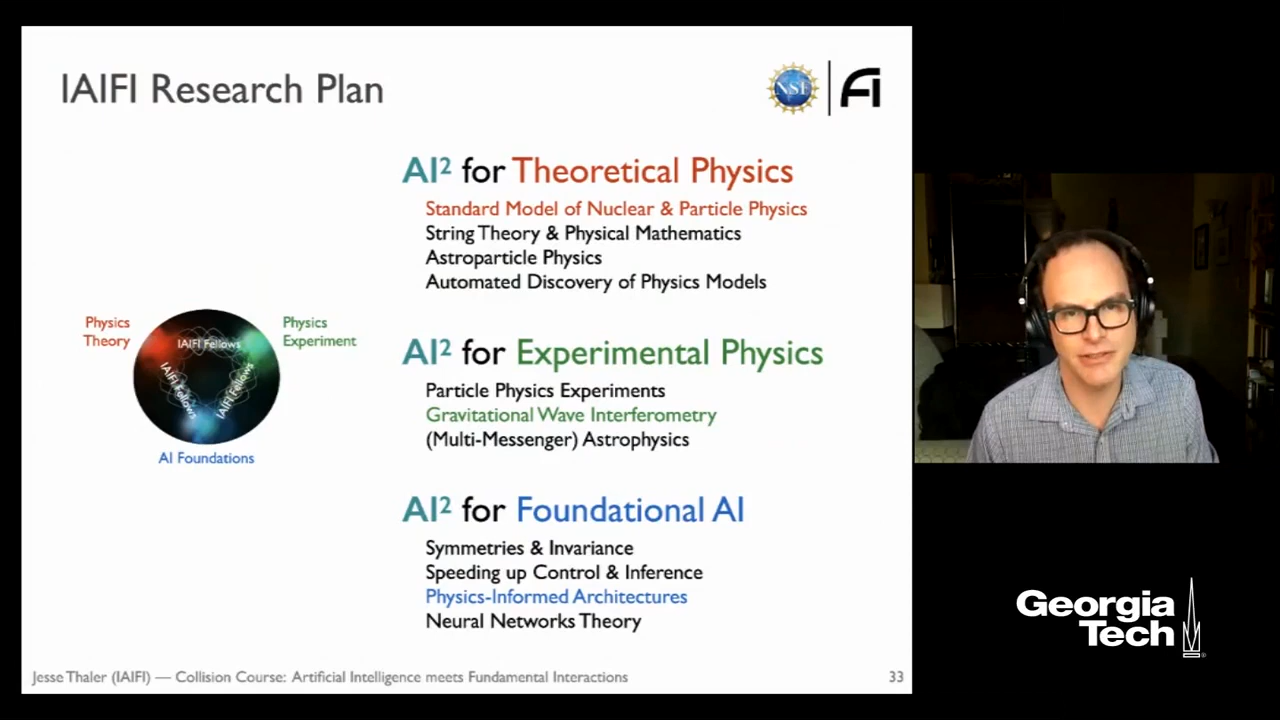 IAIFI Research Plan
NSF
FI
AI² for Theoretical Physics
Standard Model of Nuclear & Particle Physics
String Theory & Physical Mathematics
Astroparticle Physics
Automated Discovery of Physics Models
Physics
Theory
Physics
Experiment
IAIFI Fellows
IAIFI Fellows
IAIFI Fellows
AI Foundations
AI² for Experimental Physics
Particle Physics Experiments
Gravitational Wave Interferometry
(Multi-Messenger) Astrophysics
AI² for Foundational AI
Symmetries & Invariance
Speeding up Control & Inference
Physics-Informed Architectures
Neural Networks Theory
Jesse Thaler (IAIFI) — Collision Course: Artificial Intelligence meets Fundamental Interactions
33
Georgia
Tech